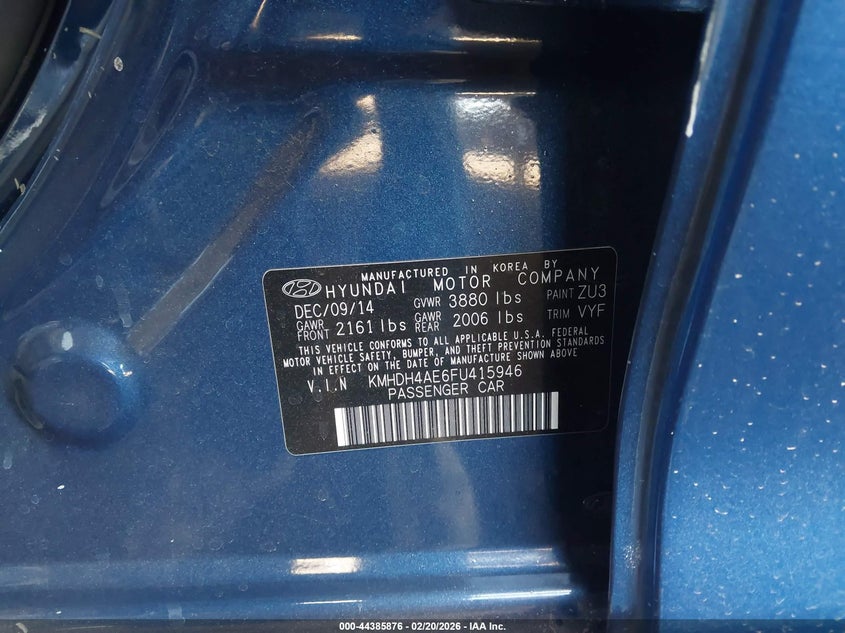 MANUFACTURED IN KOREA BY
HYUNDAI MOTOR COMPANY
DEC/09/14 GVWR 3880 lbs PAINT ZU3
GAWR FRONT 2161 lbs GAWR REAR 2006 lbs TRIM VYF
THIS VEHICLE CONFORMS TO ALL APPLICABLE U.S.A. FEDERAL
MOTOR VEHICLE SAFETY, BUMPER, AND THEFT PREVENTION STANDARDS
IN EFFECT ON THE DATE OF MANUFACTURE SHOWN ABOVE
V.I.N KMHDH4AE6FU415946
PASSENGER CAR
000-44385876 - 02/20/2026 - IAA Inc.